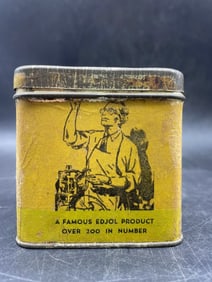 A FAMOUS EDJOL PRODUCT
OVER 200 IN NUMBER